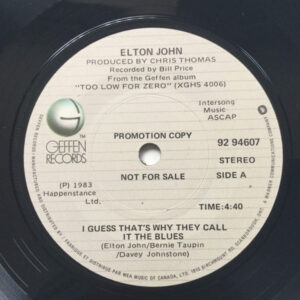 ELTON JOHN
PRODUCED BY CHRIS THOMAS
Recorded by Bill Price
From the Geffen album
"TOO LOW FOR ZERO" (XGHS 4006)
Intersong
Music
ASCAP
PROMOTION COPY
92 94607
GEFFEN
RECORDS
TM
STEREO
NOT FOR SALE
SIDE A
(P) 1983
Happenstance
Ltd.
TIME:4:40
I GUESS THAT'S WHY THEY CALL
IT THE BLUES
(Elton John/Bernie Taupin
/Davey Johnstone)